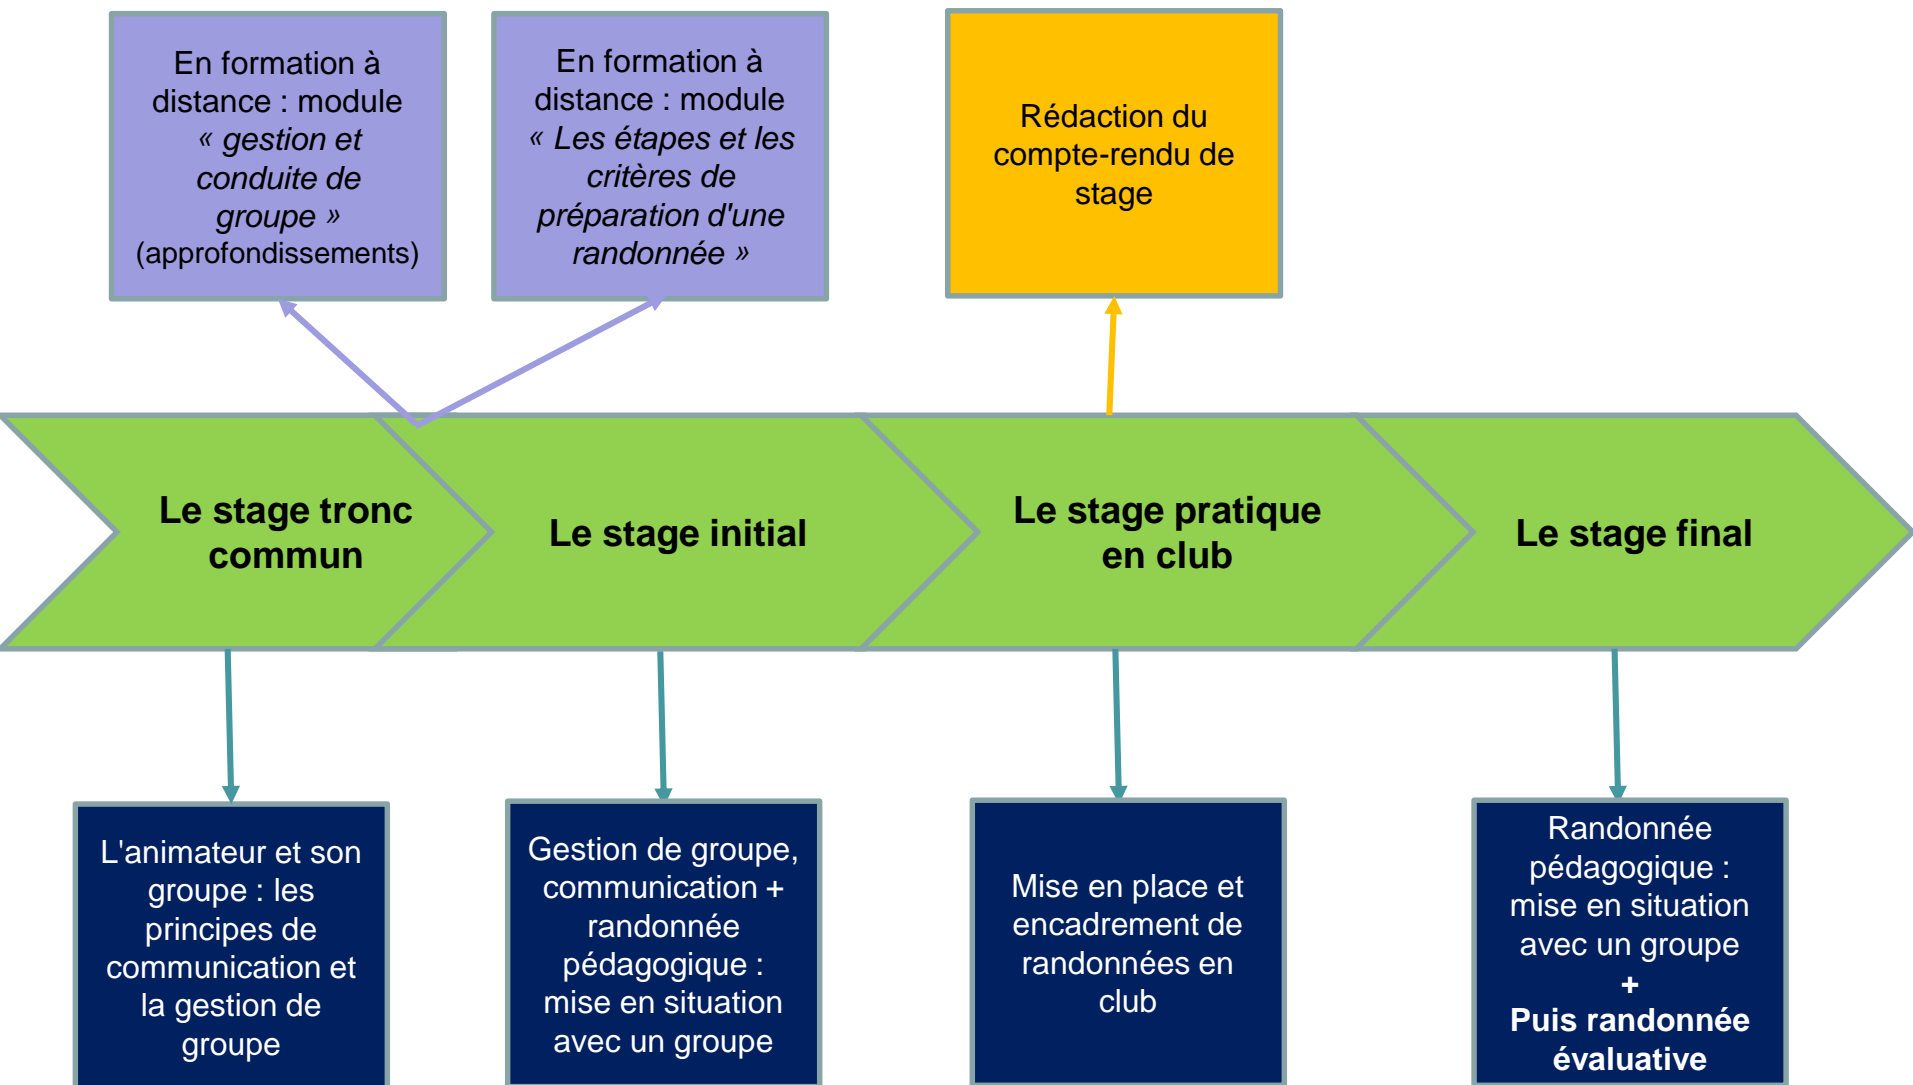 En formation à
distance : module
« gestion et
conduite de
groupe »
(approfondissements)
En formation à
distance : module
« Les étapes et les
critères de
préparation d'une
randonnée »
Rédaction du
compte-rendu de
stage
Le stage tronc
commun
Le stage initial
Le stage pratique
en club
Le stage final
L'animateur et son
groupe : les
principes de
communication et
la gestion de
groupe
Gestion de groupe,
communication +
randonnée
pédagogique :
mise en situation
avec un groupe
Mise en place et
encadrement de
randonnées en
club
Randonnée
pédagogique :
mise en situation
avec un groupe
+
Puis randonnée
évaluative